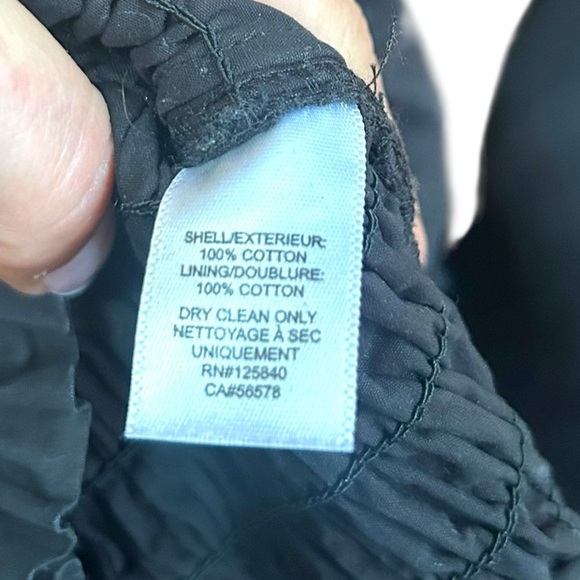 SHELL/EXTERIEUR:
100% COTTON
LINING/DOUBLURE:
100% COTTON
DRY CLEAN ONLY
NETTOYAGE À SEC
UNIQUEMENT
RN#125840
CA#56578